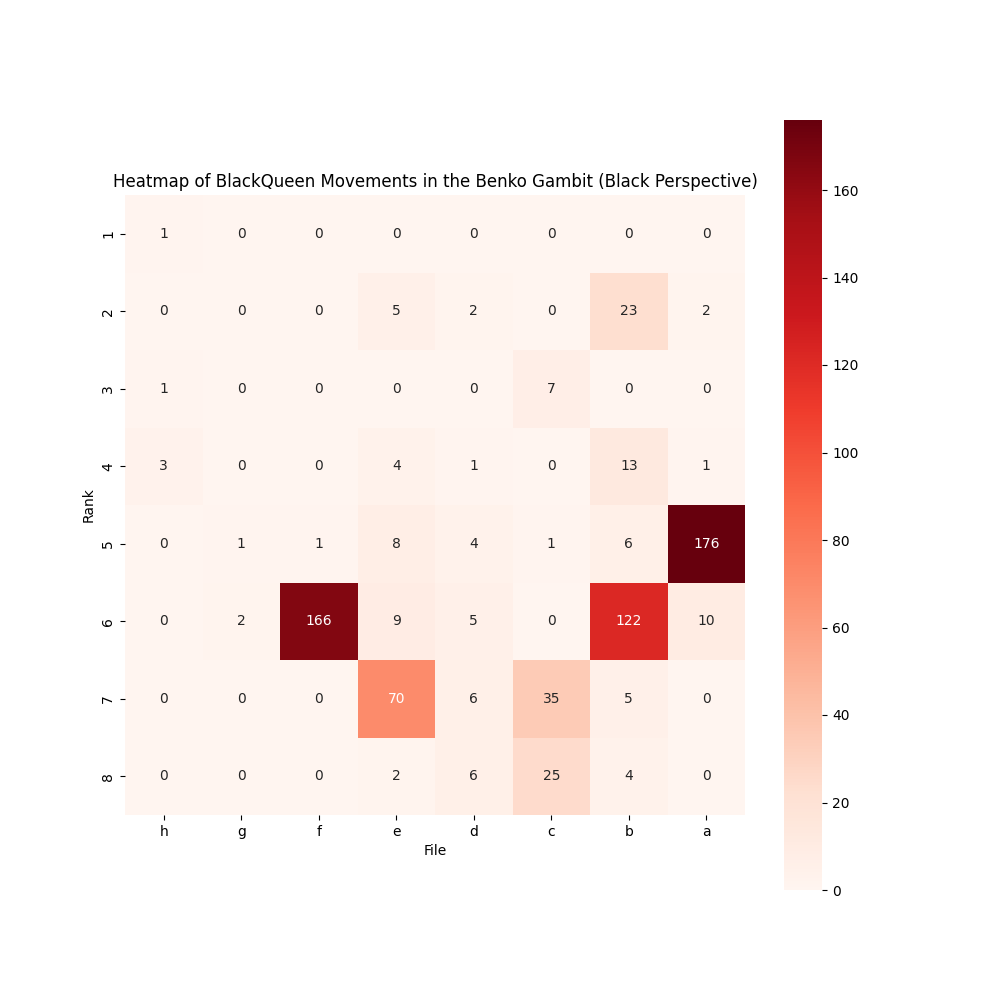 Heatmap of BlackQueen Movements in the Benko Gambit (Black Perspective)
1 1 0 0 0 0 0 0 0
2 0 0 0 5 2 0 23 2
3 1 0 0 0 0 7 0 0
4 3 0 0 4 1 0 13 1
Rank
5 0 1 1 8 4 1 6 176
6 0 2 166 9 5 0 122 10
7 0 0 0 70 6 35 5 0
8 0 0 0 2 6 25 4 0
h g f e d c b a
File
160
140
120
100
80
60
40
20
0